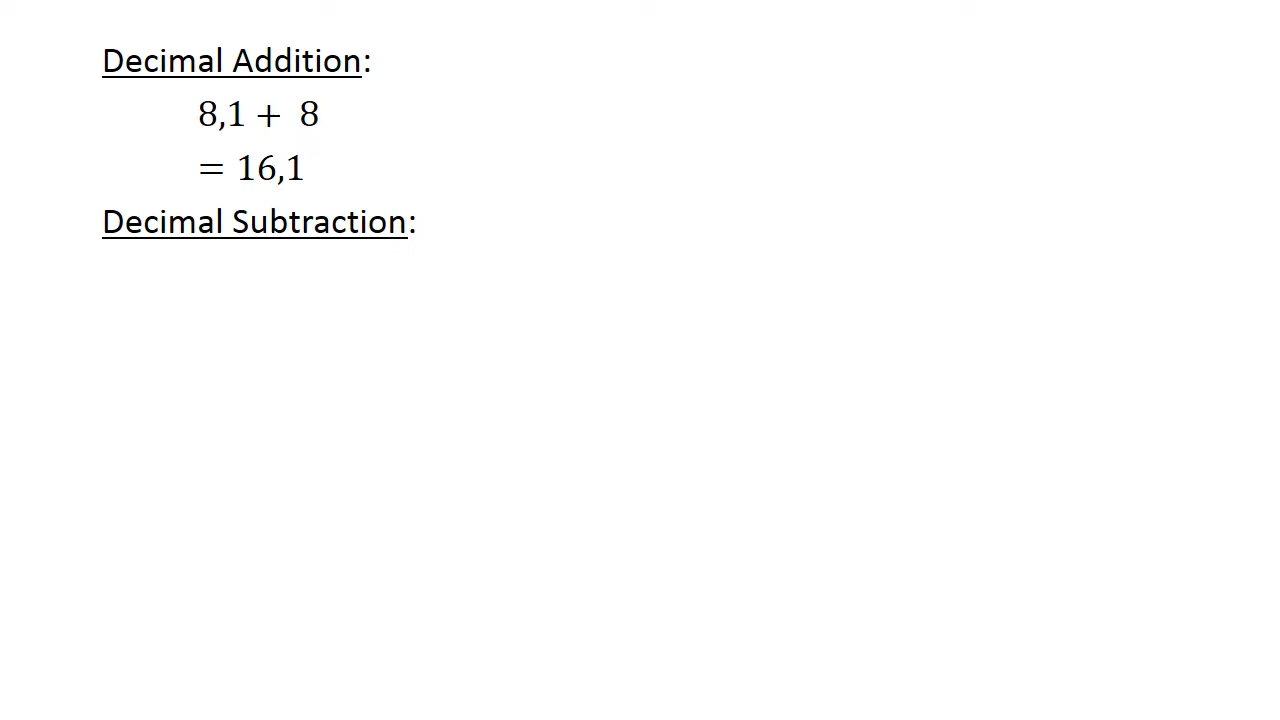 Decimal Addition:
8,1 + 8
= 16,1
Decimal Subtraction: